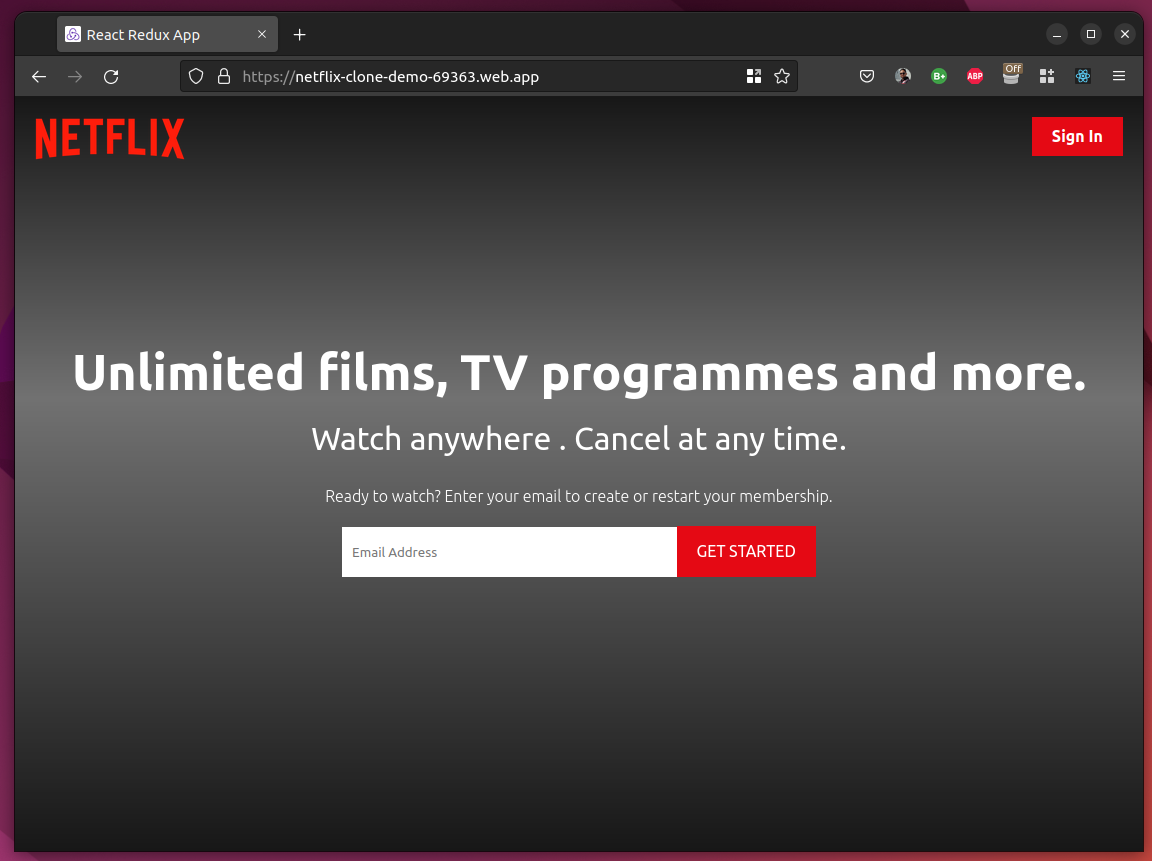 React Redux App
https://netflix-clone-demo-69363.web.app
B+
ABP
Off
NETFLIX
Sign In
Unlimited films, TV programmes and more.
Watch anywhere . Cancel at any time.
Ready to watch? Enter your email to create or restart your membership.
Email Address
GET STARTED